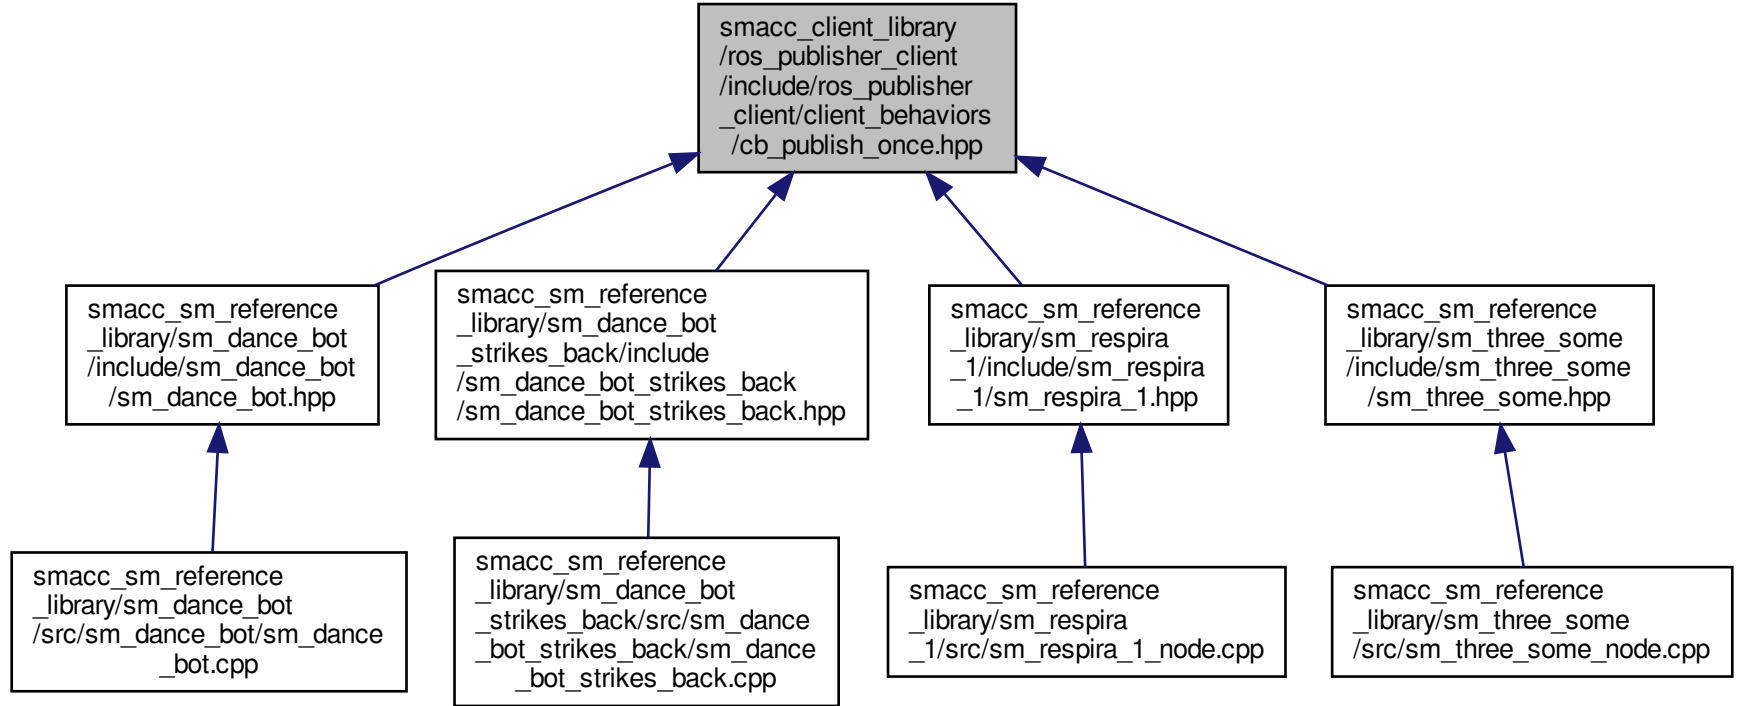 smacc_client_library
/ros_publisher_client
/include/ros_publisher
_client/client_behaviors
/cb_publish_once.hpp
smacc_sm_reference
_library/sm_dance_bot
/include/sm_dance_bot
/sm_dance_bot.hpp
smacc_sm_reference
_library/sm_dance_bot
_strikes_back/include
/sm_dance_bot_strikes_back
/sm_dance_bot_strikes_back.hpp
smacc_sm_reference
_library/sm_respira
_1/include/sm_respira
_1/sm_respira_1.hpp
smacc_sm_reference
_library/sm_three_some
/include/sm_three_some
/sm_three_some.hpp
smacc_sm_reference
_library/sm_dance_bot
/src/sm_dance_bot/sm_dance
_bot.cpp
smacc_sm_reference
_library/sm_dance_bot
_strikes_back/src/sm_dance
_bot_strikes_back/sm_dance
_bot_strikes_back.cpp
smacc_sm_reference
_library/sm_respira
_1/src/sm_respira_1_node.cpp
smacc_sm_reference
_library/sm_three_some
/src/sm_three_some_node.cpp